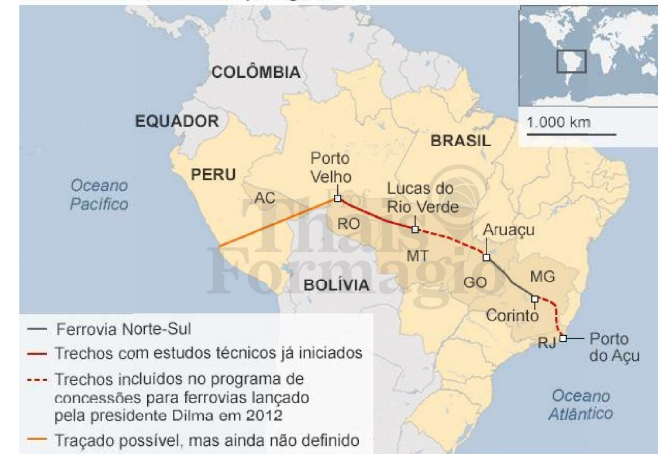 COLÔMBIA
EQUADOR
PERU
BRASIL
BOLÍVIA
Oceano
Pacífico
Oceano
Atlântico
1.000 km
Porto
Velho
Lucas do
Rio Verde
Aruaçu
Corinto
Porto
do Açu
AC
RO
MT
GO
MG
RJ
Thaís
Formagio
Ferrovia Norte-Sul
Trechos com estudos técnicos já iniciados
Trechos incluídos no programa de
concessões para ferrovias lançado
pela presidente Dilma em 2012
Traçado possível, mas ainda não definido